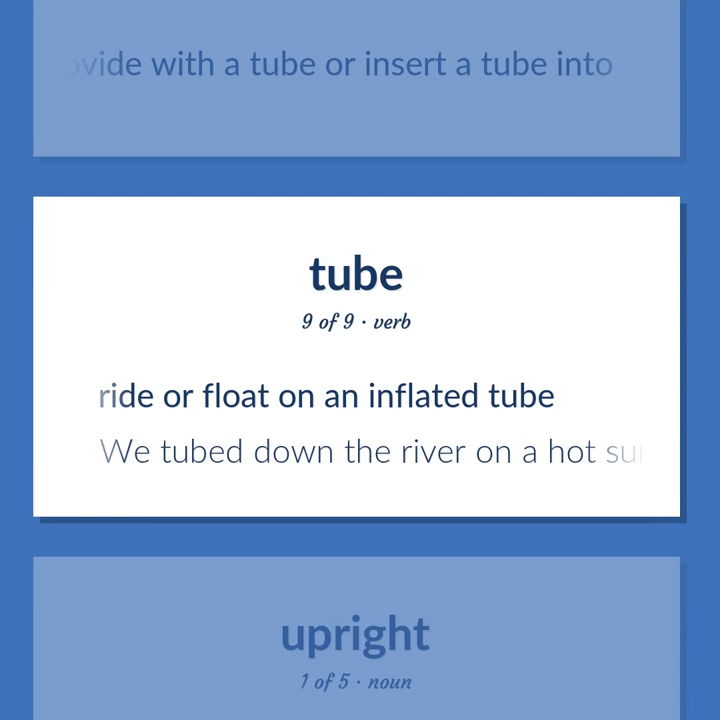 with a tube or insert a tube into
tube
9 of 9 · verb
ride or float on an inflated tube
We tubed down the river on a hot
upright
1 of 5 · noun